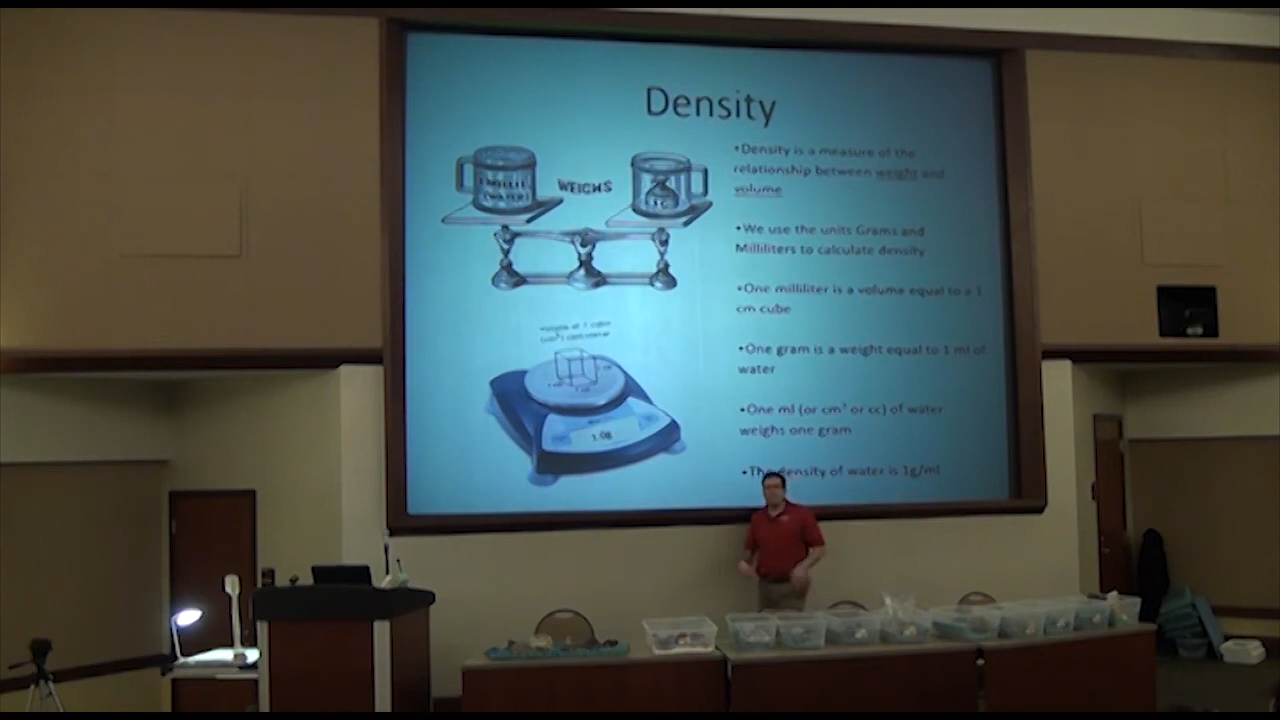 Density
WEIGHS
(WATER)
•Density is a measure of the
relationship between weight and
volume
•We use the units Grams and
Milliliters to calculate density
•One milliliter is a volume equal to a 1
cm cube
•One gram is a weight equal to 1 ml of
water
•One ml (or cm³ or cc) of water
weighs one gram
•The density of water is 1g/ml
1.0g